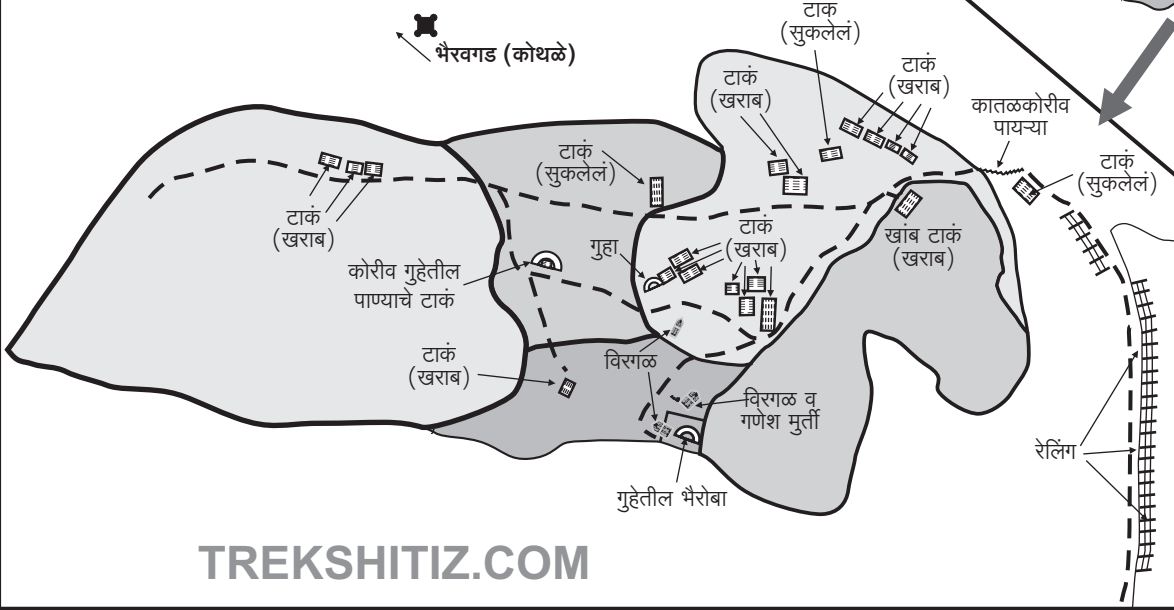 टाक
(सुकलेलं)
भैरवगड (कोथळे)
टाकं
(खराब)
टाकं
(खराब)
कातळकोरीव
पायऱ्या
टाकं
(सुकलेलं)
टाकं
(सुकलेलं)
टाकं
(खराब)
गुहा
टाकं
(खराब)
खांब टाकं
(खराब)
कोरीव गुहेतील
पाण्याचे टाकं
टाकं
(खराब)
विरगळ
विरगळ व
गणेश मुर्ती
रेलिंग
गुहेतील भैरोबा
TREKSHITIZ.COM